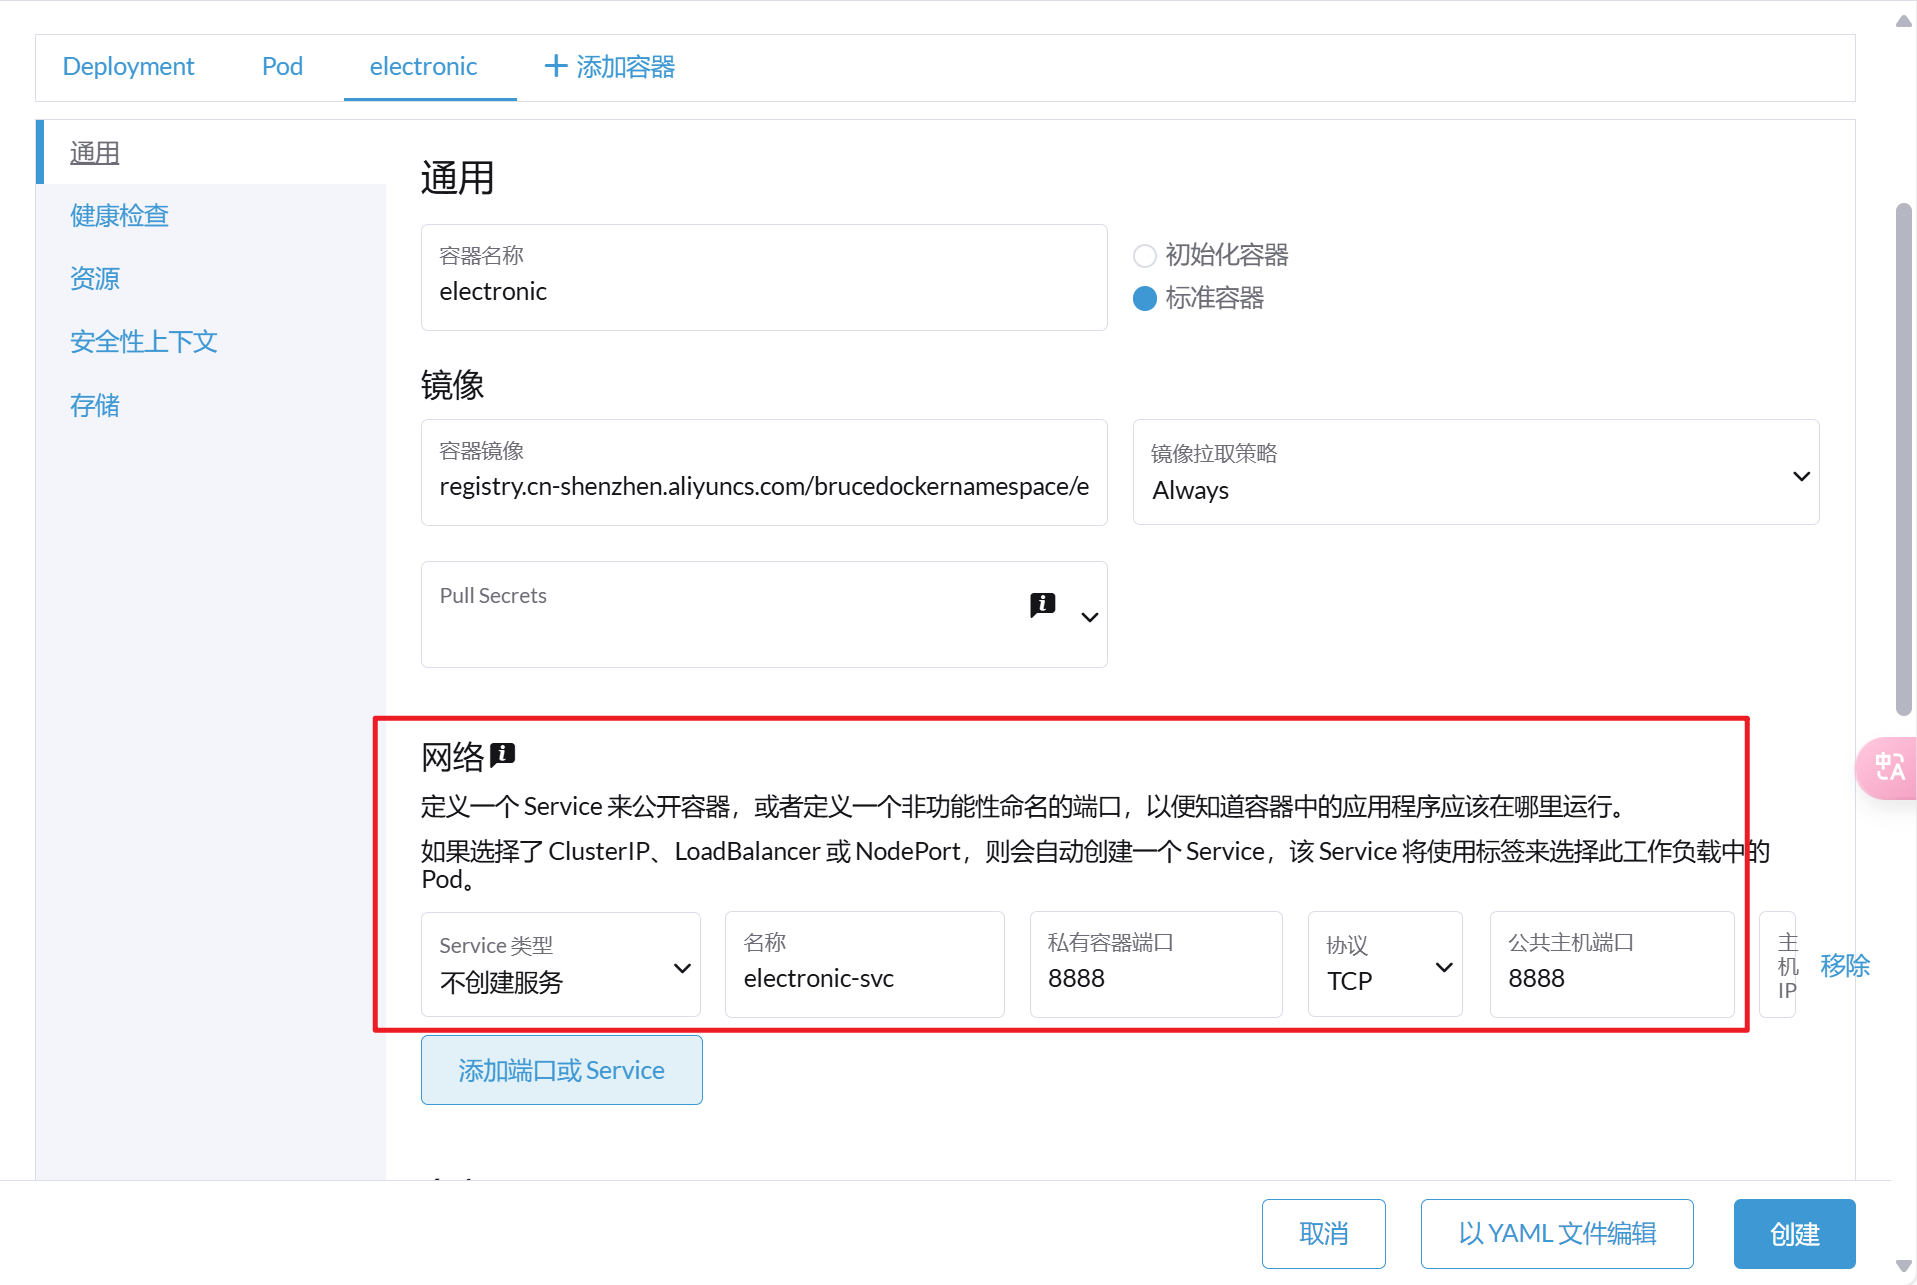 Deployment
Pod
electronic
添加容器
通用
健康检查
资源
安全性上下文
存储
通用
容器名称
electronic
初始化容器
标准容器
镜像
容器镜像
registry.cn-shenzhen.aliyuncs.com/brucedockernamespace/e
镜像拉取策略
Always
Pull Secrets
网络
定义一个 Service 来公开容器，或者定义一个非功能性命名的端口，以便知道容器中的应用程序应该在哪里运行。
如果选择了 ClusterIP、LoadBalancer 或 NodePort，则会自动创建一个 Service，该 Service 将使用标签来选择此工作负载中的
Pod。
Service 类型
不创建服务
名称
electronic-svc
私有容器端口
8888
协议
TCP
公共主机端口
8888
主
机
IP
移除
添加端口或 Service
取消
以 YAML 文件编辑
创建